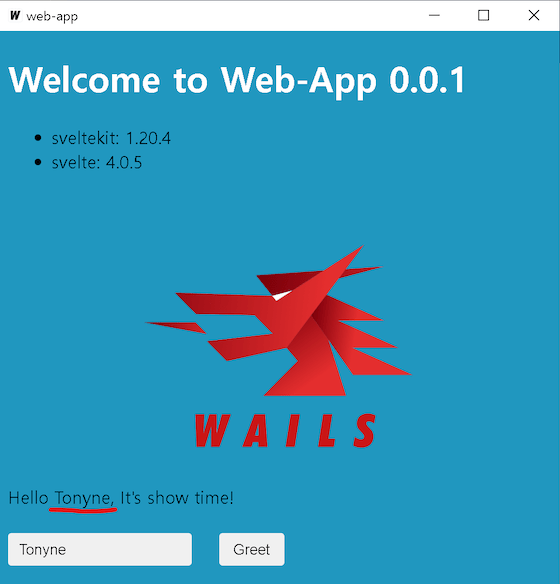 W web-app
Welcome to Web-App 0.0.1
• sveltekit: 1.20.4
• svelte: 4.0.5
WAILS
Hello Tonyne, It's show time!
Tonyne Greet